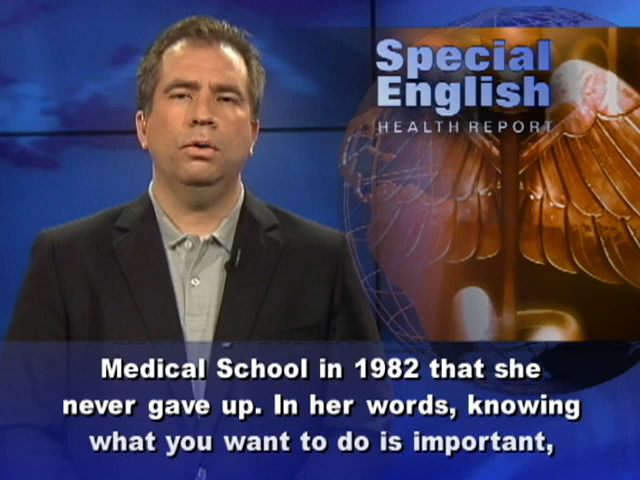 Special
English
HEALTH REPORT
Medical School in 1982 that she
never gave up. In her words, knowing
what you want to do is important,